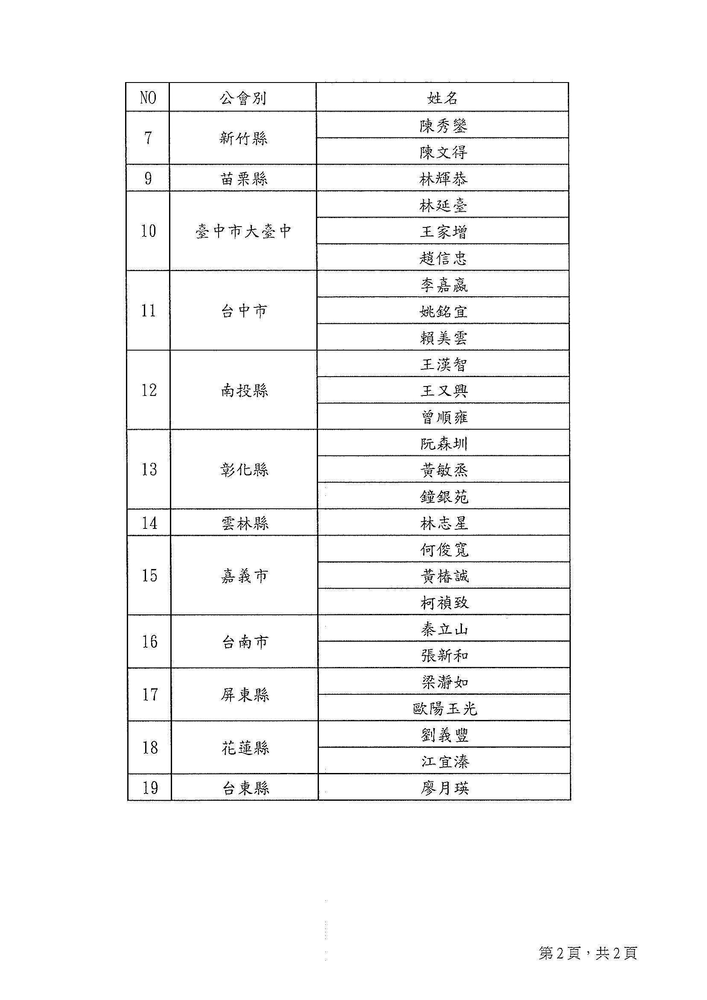 NO 公會別 姓名
7 新竹縣 陳秀鑾
陳文得
9 苗栗縣 林輝恭
10 臺中市大臺中 林延臺
王家增
趙信忠
11 台中市 李嘉嬴
姚銘宜
賴美雲
12 南投縣 王漢智
王又興
曾順雍
13 彰化縣 阮森圳
黃敏烝
鐘銀苑
14 雲林縣 林志星
15 嘉義市 何俊寬
黃椿誠
柯禎致
16 台南市 秦立山
張新和
17 屏東縣 梁瀞如
歐陽玉光
18 花蓮縣 劉義豐
江宜溱
19 台東縣 廖月瑛
第2頁，共2頁